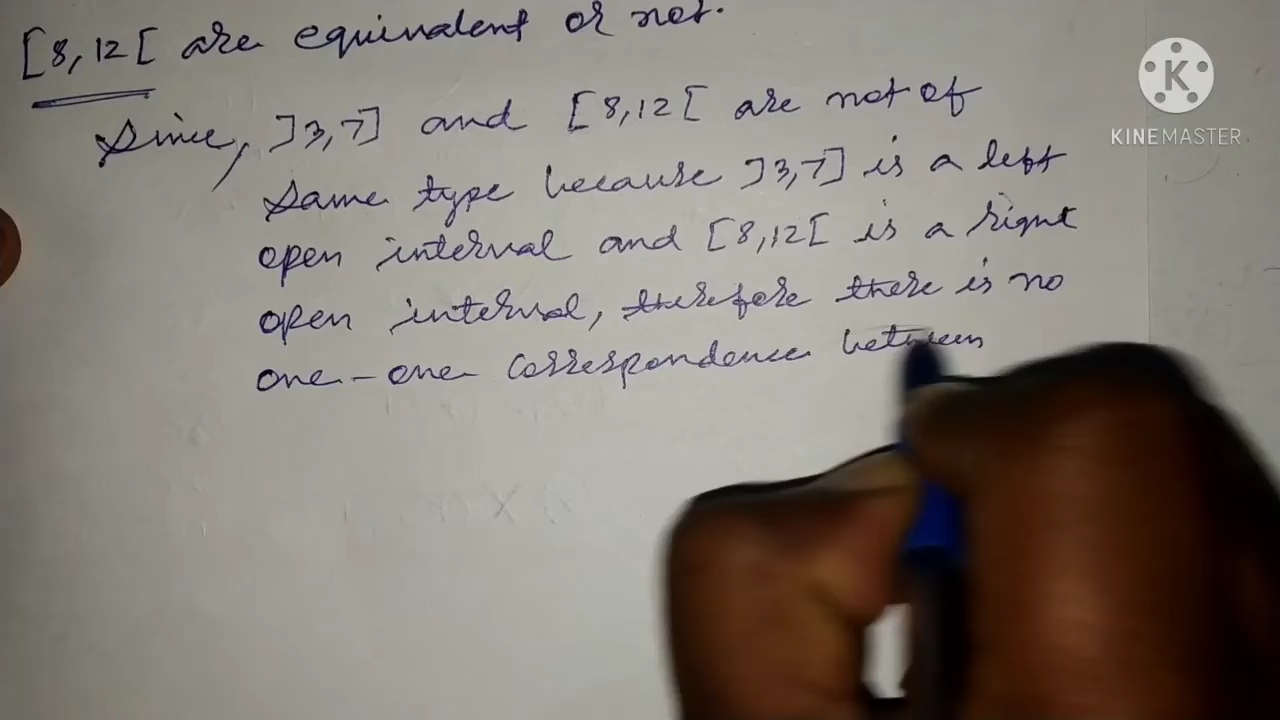 [8,12[ are equivalent or not.
Since, ]3,7] and [8,12[ are not of
same type because ]3,7] is a left
open interval and [8,12[ is a right
open interval, therefore there is no
one-one correspondence between
K
KINEMASTER